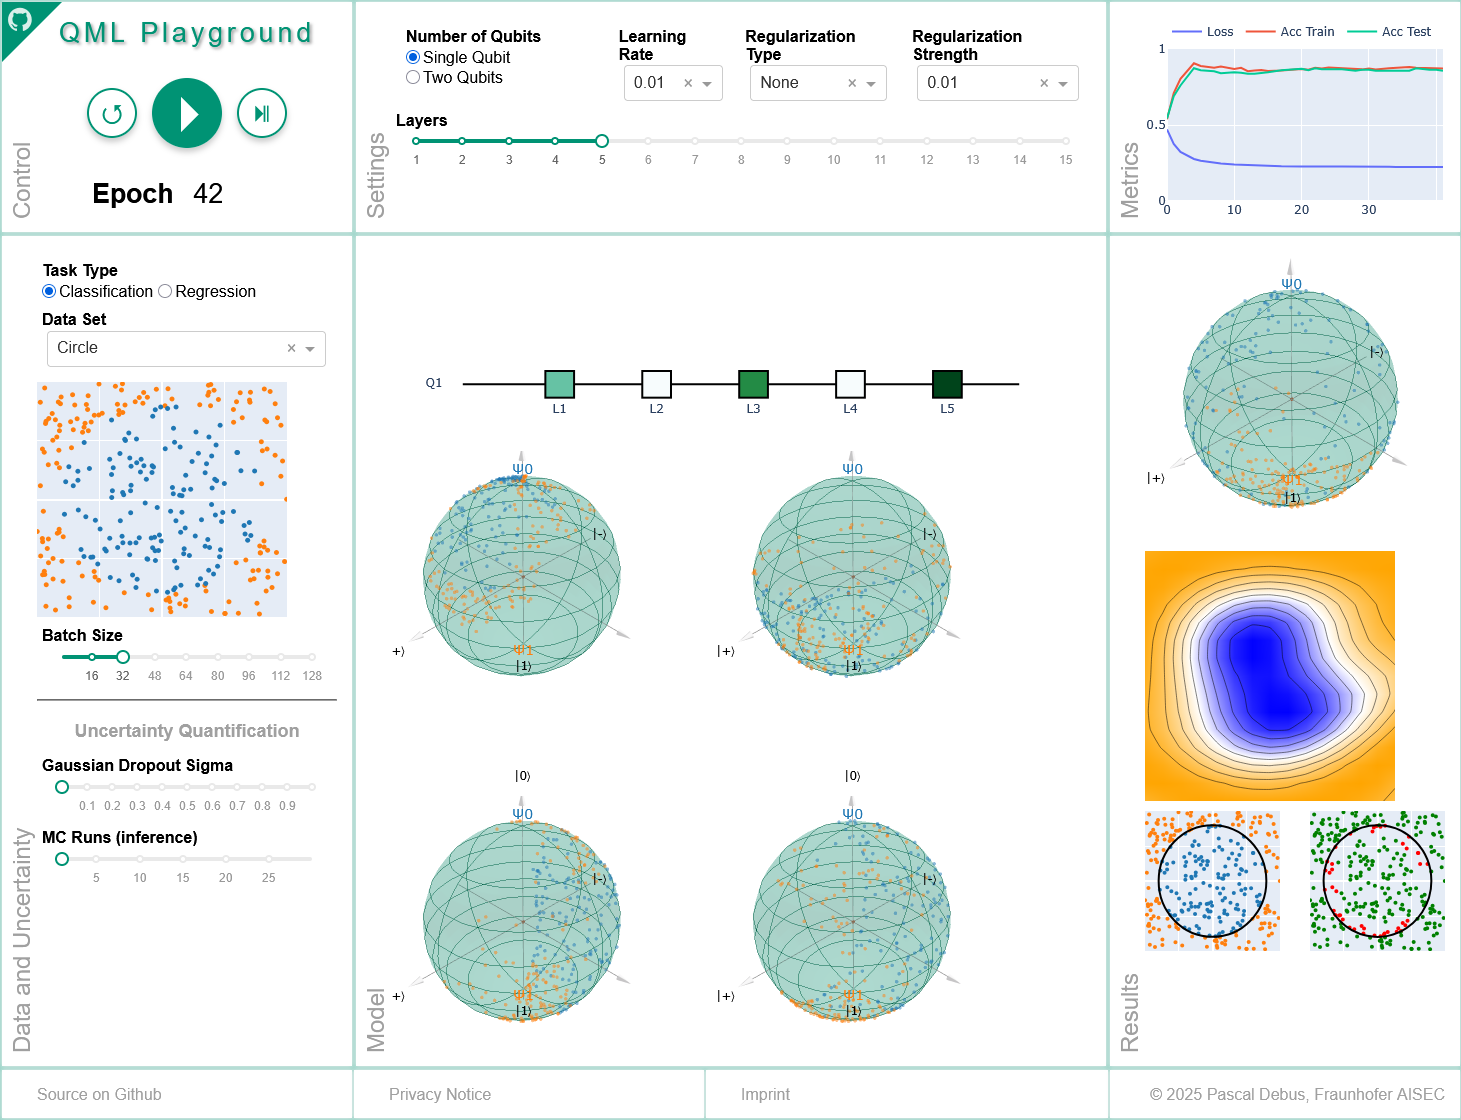 QML Playground
Epoch 42
Control
Number of Qubits
Single Qubit
Two Qubits
Learning Rate
0.01 ×
Regularization Type
None ×
Regularization Strength
0.01 ×
Layers
1 2 3 4 5 6 7 8 9 10 11 12 13 14 15
Settings
Loss Acc Train Acc Test
1
0.5
0
0 10 20 30
Metrics
Task Type
Classification Regression
Data Set
Circle ×
Batch Size
16 32 48 64 80 96 112 128
Uncertainty Quantification
Gaussian Dropout Sigma
0.1 0.2 0.3 0.4 0.5 0.6 0.7 0.8 0.9
MC Runs (inference)
5 10 15 20 25
Data and Uncertainty
Q1
L1 L2 L3 L4 L5
Ψ0
|-⟩
+⟩
Ψ1
|1⟩
Ψ0
|-⟩
|+⟩
Ψ1
|1⟩
|0⟩
Ψ0
|-⟩
+⟩
Ψ1
|1⟩
|0⟩
Ψ0
|-⟩
|+⟩
Ψ1
|1⟩
Model
Ψ0
|-⟩
|+⟩
Ψ1
|1⟩
Results
Source on Github
Privacy Notice
Imprint
© 2025 Pascal Debus, Fraunhofer AISEC